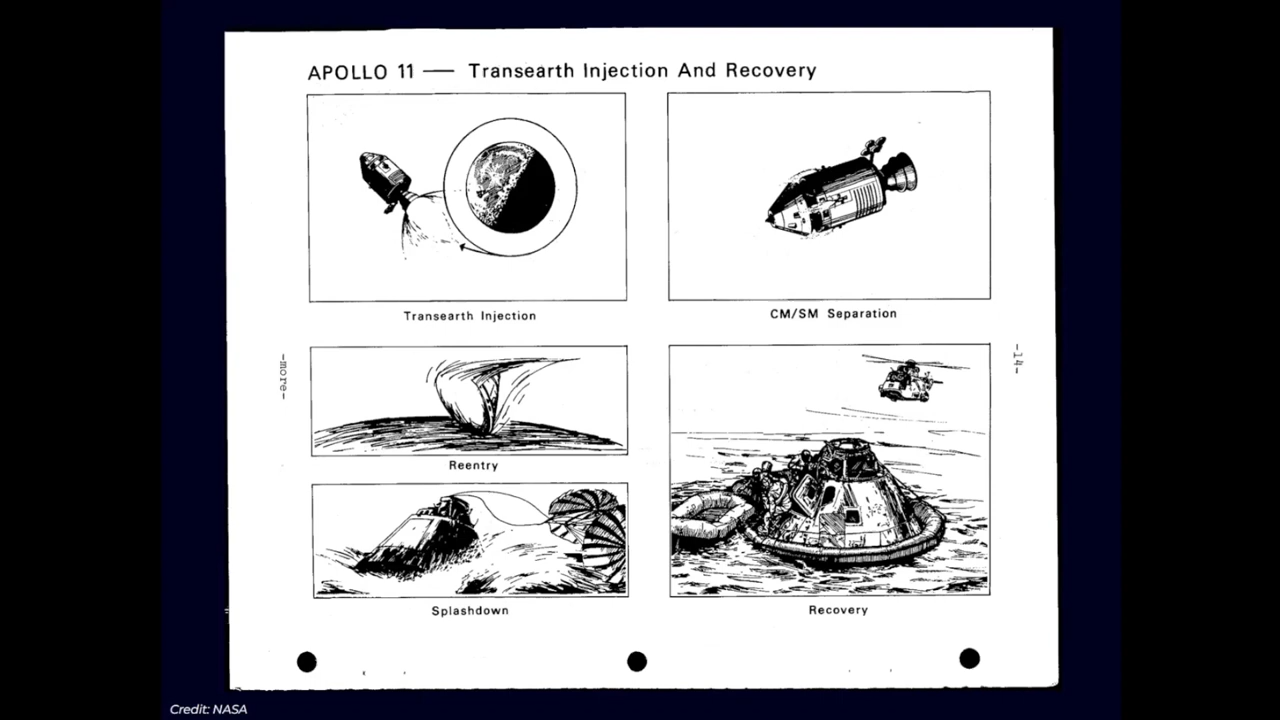 APOLLO 11 — Transearth Injection And Recovery
Transearth Injection
CM/SM Separation
-more-
-14-
Reentry
Splashdown
Recovery
Credit: NASA